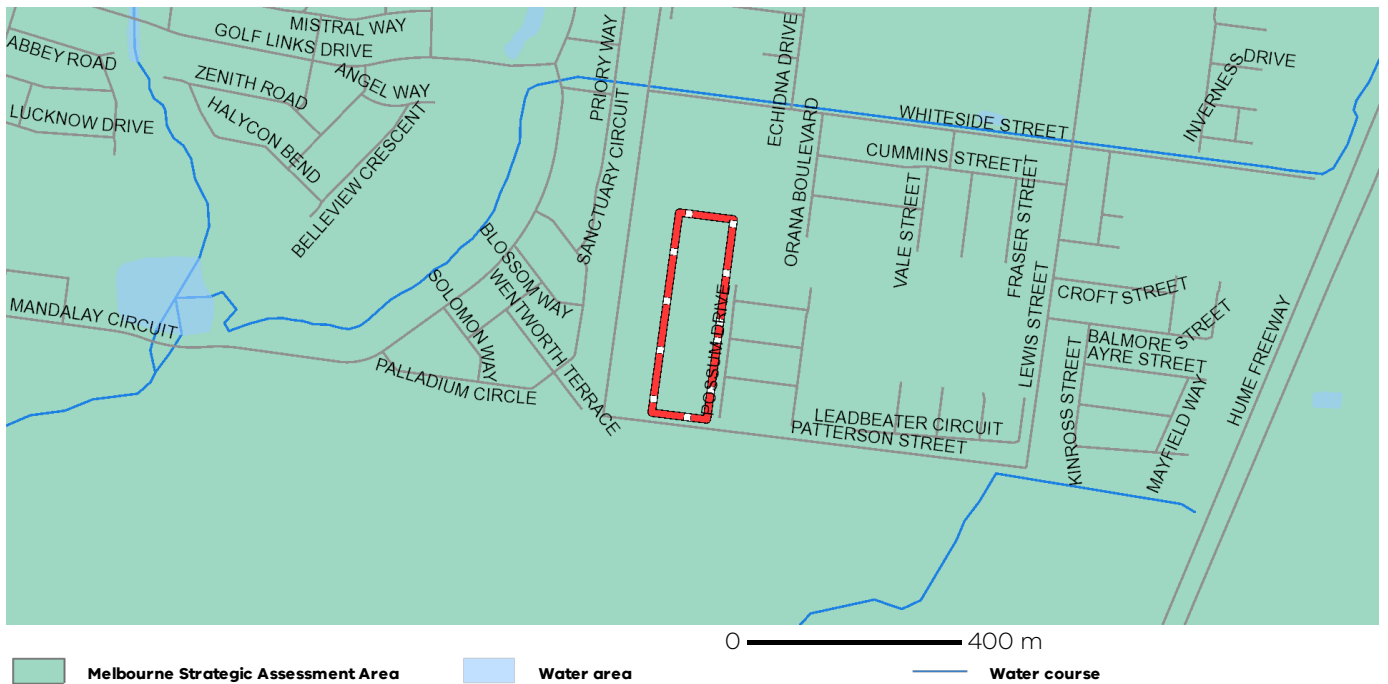 MISTRAL WAY
GOLF LINKS DRIVE
ABBEY ROAD
ZENITH ROAD
ANGEL WAY
LUCKNOW DRIVE
HALYCON BEND
BELLEVIEW CRESCENT
PRIORY WAY
SANCTUARY CIRCUIT
ECHIDNA DRIVE
ORANA BOULEVARD
WHITESIDE STREET
CUMMINS STREET
INVERNESS
DRIVE
VALE STREET
FRASER STREET
LEWIS STREET
CROFT STREET
BALMORE STREET
AYRE STREET
HUME FREEWAY
BLOSSOM WAY
WENTWORTH TERRACE
SOLOMON WAY
MANDALAY CIRCUIT
PALLADIUM CIRCLE
POSSUM DRIVE
LEADBEATER CIRCUIT
PATTERSON STREET
KINROSS STREET
MAYFIELD WAY
0 400 m
Melbourne Strategic Assessment Area
Water area
Water course